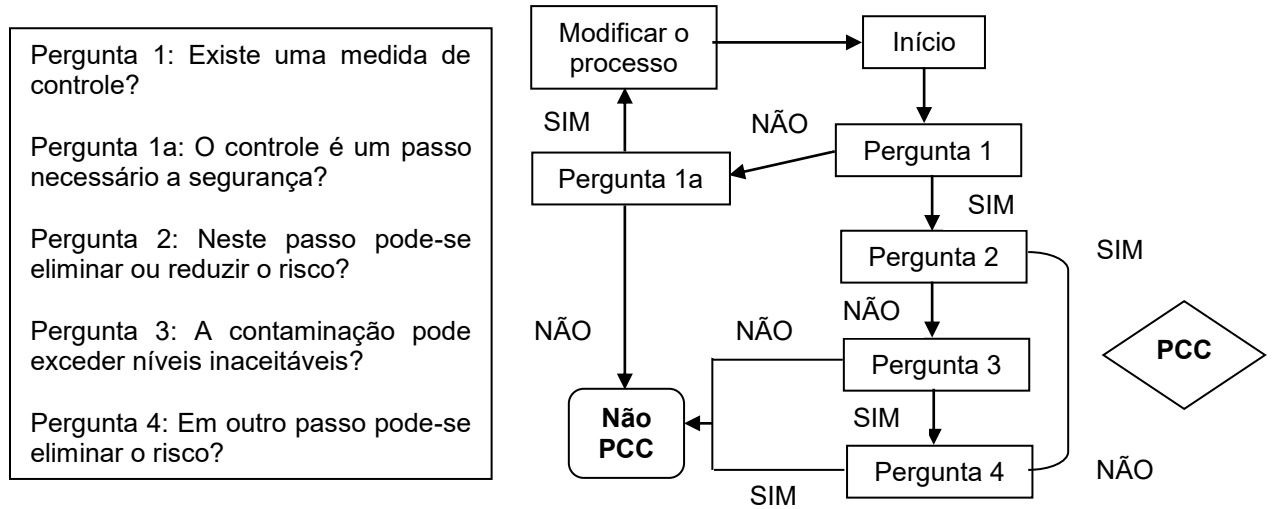 Pergunta 1: Existe uma medida de
controle?
Pergunta 1a: O controle é um passo
necessário a segurança?
Pergunta 2: Neste passo pode-se
eliminar ou reduzir o risco?
Pergunta 3: A contaminação pode
exceder níveis inaceitáveis?
Pergunta 4: Em outro passo pode-se
eliminar o risco?
Modificar o
processo
Início
SIM
NÃO
Pergunta 1
Pergunta 1a
SIM
Pergunta 2
SIM
NÃO
NÃO
NÃO
Pergunta 3
PCC
Não
PCC
SIM
Pergunta 4
NÃO
SIM